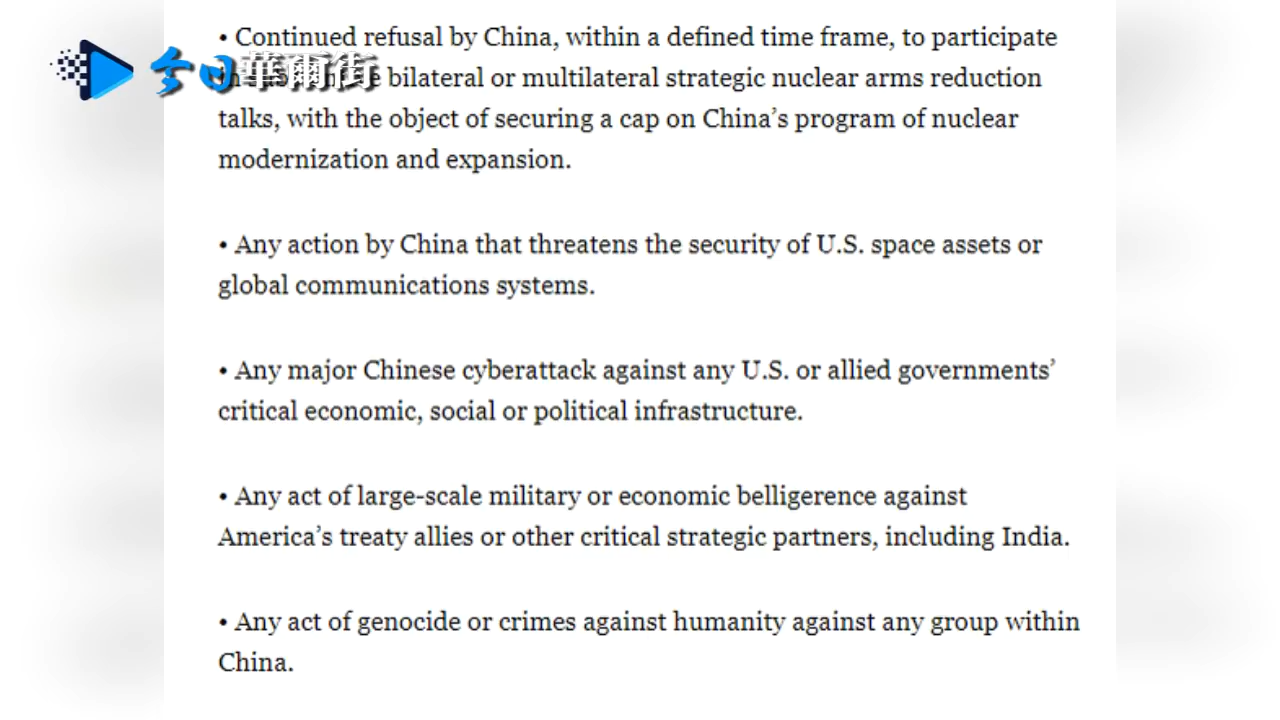 • Continued refusal by China, within a defined time frame, to participate
今日華爾街
bilateral or multilateral strategic nuclear arms reduction
talks, with the object of securing a cap on China’s program of nuclear
modernization and expansion.
• Any action by China that threatens the security of U.S. space assets or
global communications systems.
• Any major Chinese cyberattack against any U.S. or allied governments’
critical economic, social or political infrastructure.
• Any act of large-scale military or economic belligerence against
America’s treaty allies or other critical strategic partners, including India.
• Any act of genocide or crimes against humanity against any group within
China.